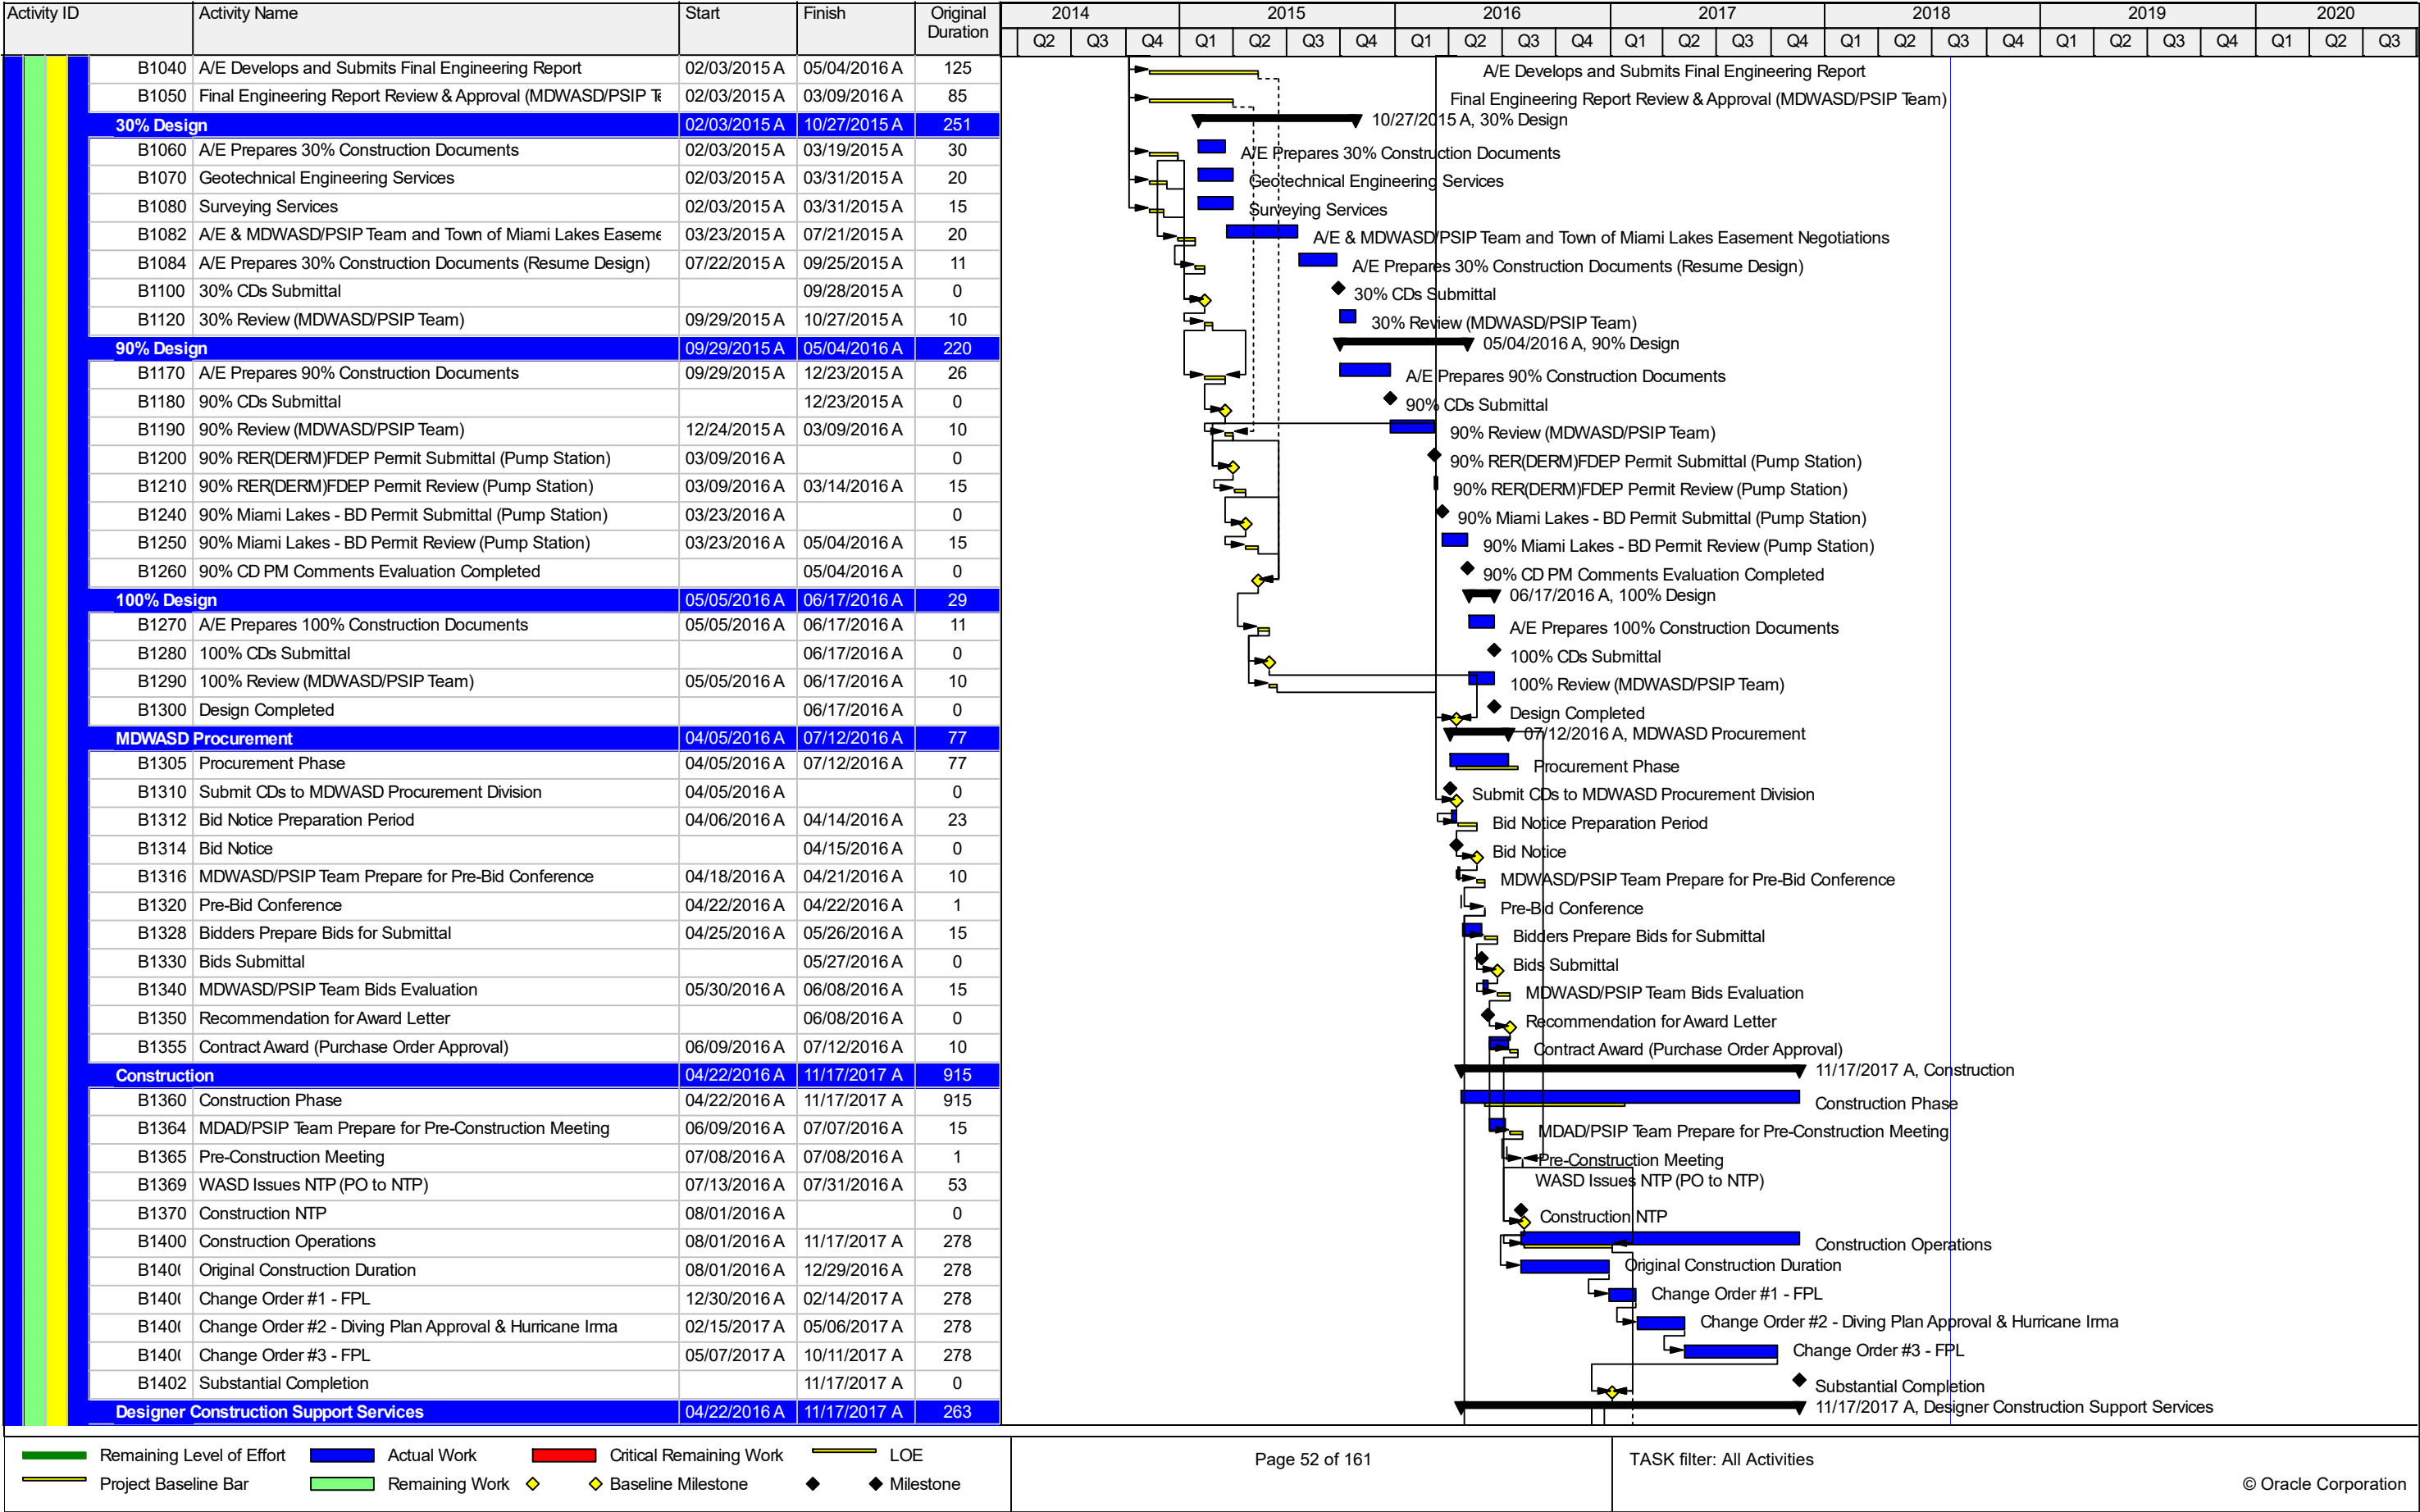 Activity ID Activity Name Start Finish Original Duration 2014 2015 2016 2017 2018 2019 2020
Q2 Q3 Q4 Q1 Q2 Q3 Q4 Q1 Q2 Q3 Q4 Q1 Q2 Q3 Q4 Q1 Q2 Q3 Q4 Q1 Q2 Q3 Q4 Q1 Q2 Q3
B1040 A/E Develops and Submits Final Engineering Report 02/03/2015 A 05/04/2016 A 125 A/E Develops and Submits Final Engineering Report
B1050 Final Engineering Report Review & Approval (MDWASD/PSIP Te 02/03/2015 A 03/09/2016 A 85 Final Engineering Report Review & Approval (MDWASD/PSIP Team)
30% Design 02/03/2015 A 10/27/2015 A 251 10/27/2015 A, 30% Design
B1060 A/E Prepares 30% Construction Documents 02/03/2015 A 03/19/2015 A 30 A/E Prepares 30% Construction Documents
B1070 Geotechnical Engineering Services 02/03/2015 A 03/31/2015 A 20 Geotechnical Engineering Services
B1080 Surveying Services 02/03/2015 A 03/31/2015 A 15 Surveying Services
B1082 A/E & MDWASD/PSIP Team and Town of Miami Lakes Easeme 03/23/2015 A 07/21/2015 A 20 A/E & MDWASD/PSIP Team and Town of Miami Lakes Easement Negotiations
B1084 A/E Prepares 30% Construction Documents (Resume Design) 07/22/2015 A 09/25/2015 A 11 A/E Prepares 30% Construction Documents (Resume Design)
B1100 30% CDs Submittal 09/28/2015 A 0 30% CDs Submittal
B1120 30% Review (MDWASD/PSIP Team) 09/29/2015 A 10/27/2015 A 10 30% Review (MDWASD/PSIP Team)
90% Design 09/29/2015 A 05/04/2016 A 220 05/04/2016 A, 90% Design
B1170 A/E Prepares 90% Construction Documents 09/29/2015 A 12/23/2015 A 26 A/E Prepares 90% Construction Documents
B1180 90% CDs Submittal 12/23/2015 A 0 90% CDs Submittal
B1190 90% Review (MDWASD/PSIP Team) 12/24/2015 A 03/09/2016 A 10 90% Review (MDWASD/PSIP Team)
B1200 90% RER(DERM)FDEP Permit Submittal (Pump Station) 03/09/2016 A 0 90% RER(DERM)FDEP Permit Submittal (Pump Station)
B1210 90% RER(DERM)FDEP Permit Review (Pump Station) 03/09/2016 A 03/14/2016 A 15 90% RER(DERM)FDEP Permit Review (Pump Station)
B1240 90% Miami Lakes - BD Permit Submittal (Pump Station) 03/23/2016 A 0 90% Miami Lakes - BD Permit Submittal (Pump Station)
B1250 90% Miami Lakes - BD Permit Review (Pump Station) 03/23/2016 A 05/04/2016 A 15 90% Miami Lakes - BD Permit Review (Pump Station)
B1260 90% CD PM Comments Evaluation Completed 05/04/2016 A 0 90% CD PM Comments Evaluation Completed
100% Design 05/05/2016 A 06/17/2016 A 29 06/17/2016 A, 100% Design
B1270 A/E Prepares 100% Construction Documents 05/05/2016 A 06/17/2016 A 11 A/E Prepares 100% Construction Documents
B1280 100% CDs Submittal 06/17/2016 A 0 100% CDs Submittal
B1290 100% Review (MDWASD/PSIP Team) 05/05/2016 A 06/17/2016 A 10 100% Review (MDWASD/PSIP Team)
B1300 Design Completed 06/17/2016 A 0 Design Completed
MDWASD Procurement 04/05/2016 A 07/12/2016 A 77 07/12/2016 A, MDWASD Procurement
B1305 Procurement Phase 04/05/2016 A 07/12/2016 A 77 Procurement Phase
B1310 Submit CDs to MDWASD Procurement Division 04/05/2016 A 0 Submit CDs to MDWASD Procurement Division
B1312 Bid Notice Preparation Period 04/06/2016 A 04/14/2016 A 23 Bid Notice Preparation Period
B1314 Bid Notice 04/15/2016 A 0 Bid Notice
B1316 MDWASD/PSIP Team Prepare for Pre-Bid Conference 04/18/2016 A 04/21/2016 A 10 MDWASD/PSIP Team Prepare for Pre-Bid Conference
B1320 Pre-Bid Conference 04/22/2016 A 04/22/2016 A 1 Pre-Bid Conference
B1328 Bidders Prepare Bids for Submittal 04/25/2016 A 05/26/2016 A 15 Bidders Prepare Bids for Submittal
B1330 Bids Submittal 05/27/2016 A 0 Bids Submittal
B1340 MDWASD/PSIP Team Bids Evaluation 05/30/2016 A 06/08/2016 A 15 MDWASD/PSIP Team Bids Evaluation
B1350 Recommendation for Award Letter 06/08/2016 A 0 Recommendation for Award Letter
B1355 Contract Award (Purchase Order Approval) 06/09/2016 A 07/12/2016 A 10 Contract Award (Purchase Order Approval)
Construction 04/22/2016 A 11/17/2017 A 915 11/17/2017 A, Construction
B1360 Construction Phase 04/22/2016 A 11/17/2017 A 915 Construction Phase
B1364 MDAD/PSIP Team Prepare for Pre-Construction Meeting 06/09/2016 A 07/07/2016 A 15 MDAD/PSIP Team Prepare for Pre-Construction Meeting
B1365 Pre-Construction Meeting 07/08/2016 A 07/08/2016 A 1 Pre-Construction Meeting
B1369 WASD Issues NTP (PO to NTP) 07/13/2016 A 07/31/2016 A 53 WASD Issues NTP (PO to NTP)
B1370 Construction NTP 08/01/2016 A 0 Construction NTP
B1400 Construction Operations 08/01/2016 A 11/17/2017 A 278 Construction Operations
B140( Original Construction Duration 08/01/2016 A 12/29/2016 A 278 Original Construction Duration
B140( Change Order #1 - FPL 12/30/2016 A 02/14/2017 A 278 Change Order #1 - FPL
B140( Change Order #2 - Diving Plan Approval & Hurricane Irma 02/15/2017 A 05/06/2017 A 278 Change Order #2 - Diving Plan Approval & Hurricane Irma
B140( Change Order #3 - FPL 05/07/2017 A 10/11/2017 A 278 Change Order #3 - FPL
B1402 Substantial Completion 11/17/2017 A 0 Substantial Completion
Designer Construction Support Services 04/22/2016 A 11/17/2017 A 263 11/17/2017 A, Designer Construction Support Services
Remaining Level of Effort Actual Work Critical Remaining Work LOE
Project Baseline Bar Remaining Work Baseline Milestone Milestone
Page 52 of 161
TASK filter: All Activities
© Oracle Corporation